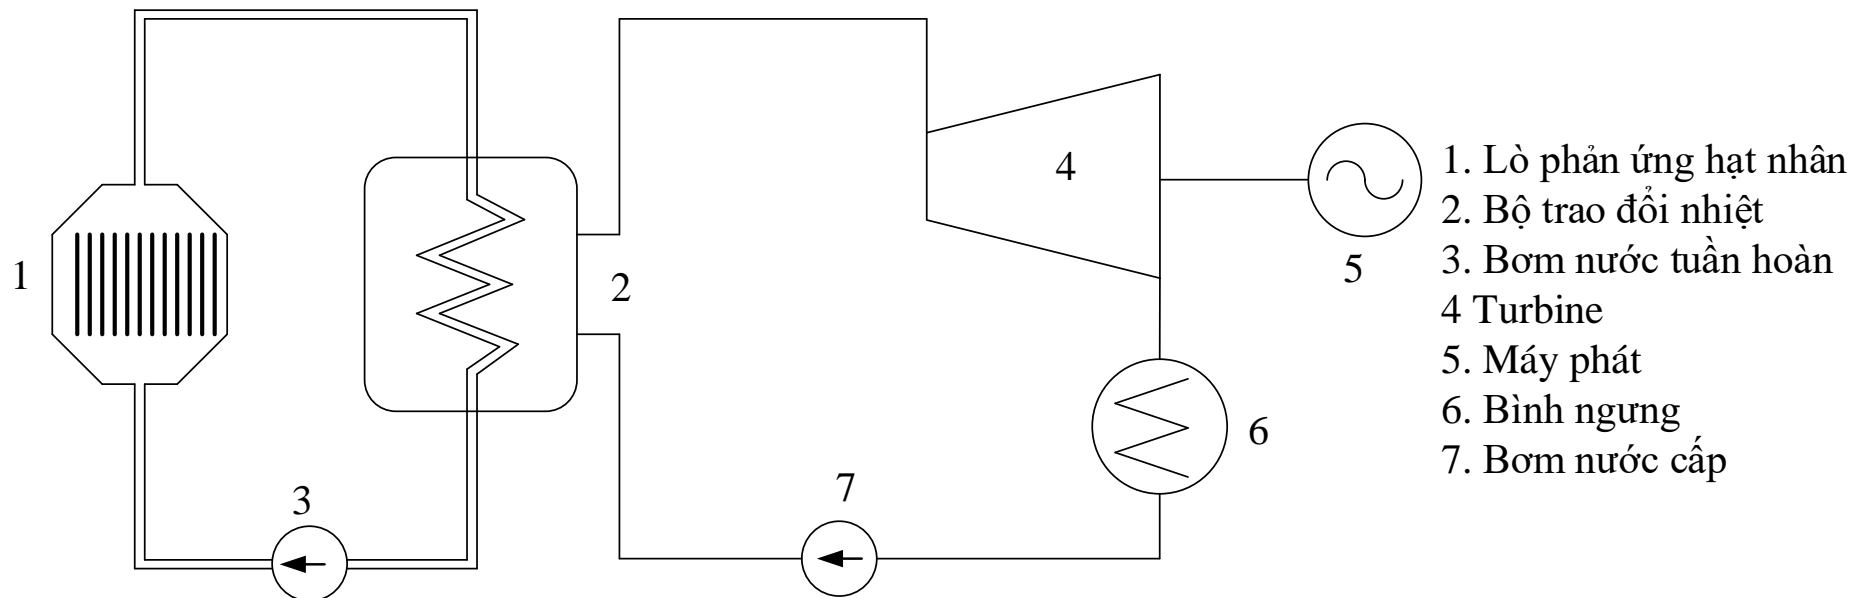 1
2
3
4
5
6
7
1. Lò phản ứng hạt nhân
2. Bộ trao đổi nhiệt
3. Bơm nước tuần hoàn
4 Turbine
5. Máy phát
6. Bình ngưng
7. Bơm nước cấp